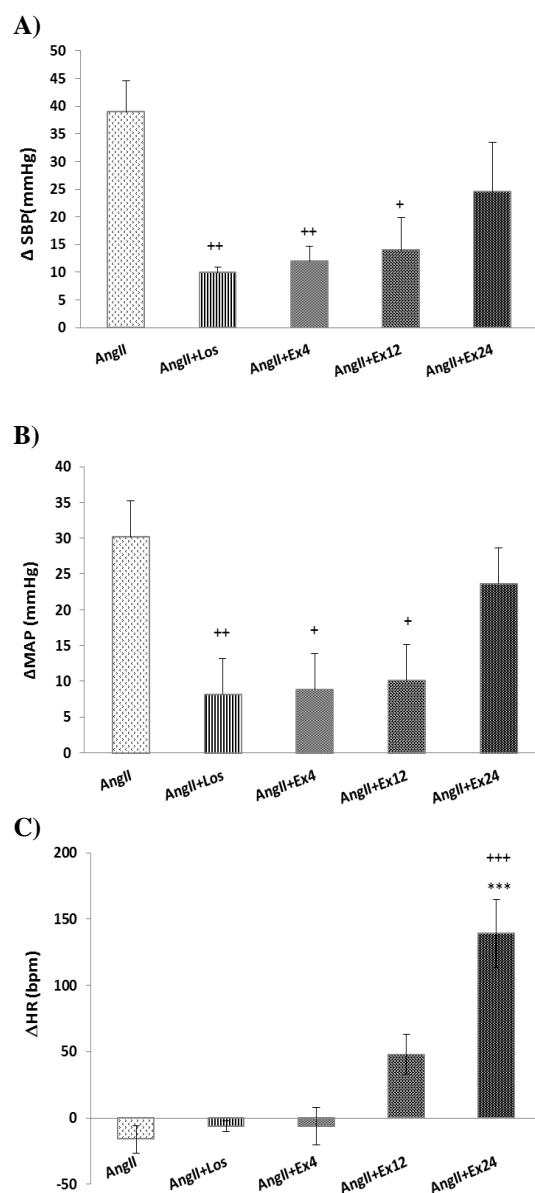 A)
50
45
40
35
30
25
20
15
10
5
0
Δ SBP(mmHg)
++
++
+
AngII
AngII+Los
AngII+Ex4
AngII+Ex12
AngII+Ex24
B)
40
35
30
25
20
15
10
5
0
ΔMAP (mmHg)
++
+
+
AngII
AngII+Los
AngII+Ex4
AngII+Ex12
AngII+Ex24
C)
200
150
100
50
0
-50
ΔHR (bpm)
+++
***
AngII
AngII+Los
AngII+Ex4
AngII+Ex12
AngII+Ex24